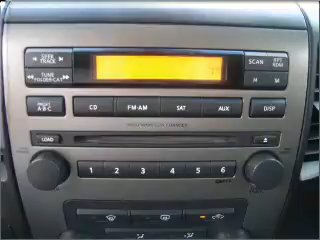 SEEK
TRACK
SCAN
RPT
RDM
TUNE
FOLDER/CAT
H
M
PRESET
A B C
CD
FM·AM
SAT
AUX
DISP
LOAD
1 2 3 4 5 6